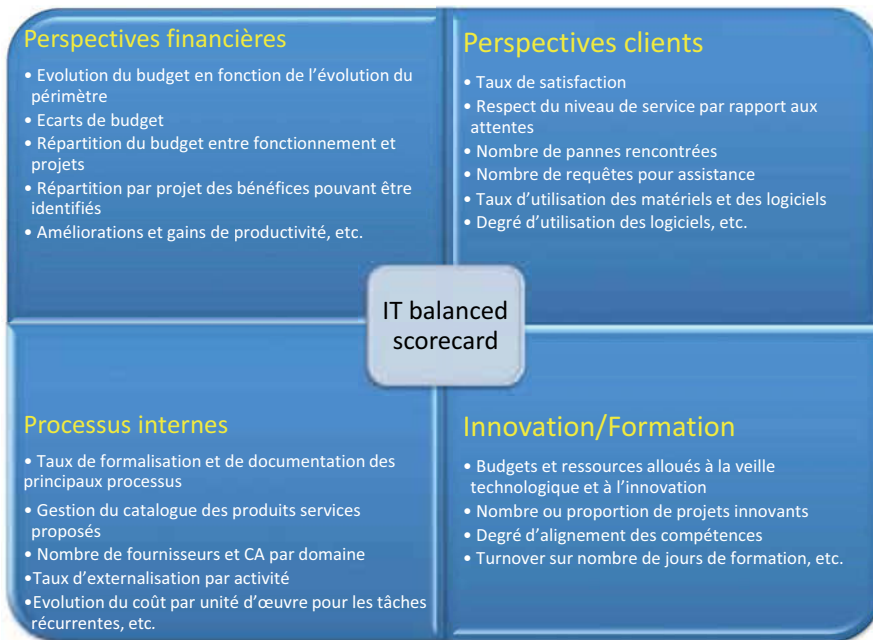 Perspectives financières
• Evolution du budget en fonction de l’évolution du
périmètre
• Ecarts de budget
• Répartition du budget entre fonctionnement et
projets
• Répartition par projet des bénéfices pouvant être
identifiés
• Améliorations et gains de productivité, etc.
Perspectives clients
• Taux de satisfaction
• Respect du niveau de service par rapport aux
attentes
• Nombre de pannes rencontrées
• Nombre de requêtes pour assistance
• Taux d’utilisation des matériels et des logiciels
• Degré d’utilisation des logiciels, etc.
IT balanced
scorecard
Processus internes
• Taux de formalisation et de documentation des
principaux processus
• Gestion du catalogue des produits services
proposés
• Nombre de fournisseurs et CA par domaine
•Taux d’externalisation par activité
•Evolution du coût par unité d’œuvre pour les tâches
récurrentes, etc.
Innovation/Formation
• Budgets et ressources alloués à la veille
technologique et à l’innovation
• Nombre ou proportion de projets innovants
• Degré d’alignement des compétences
• Turnover sur nombre de jours de formation, etc.